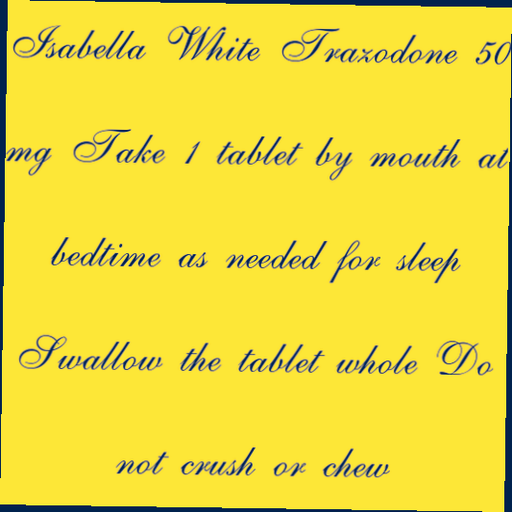 Isabella White Trazodone 50
mg Take 1 tablet by mouth at
bedtime as needed for sleep
Swallow the tablet whole Do
not crush or chew